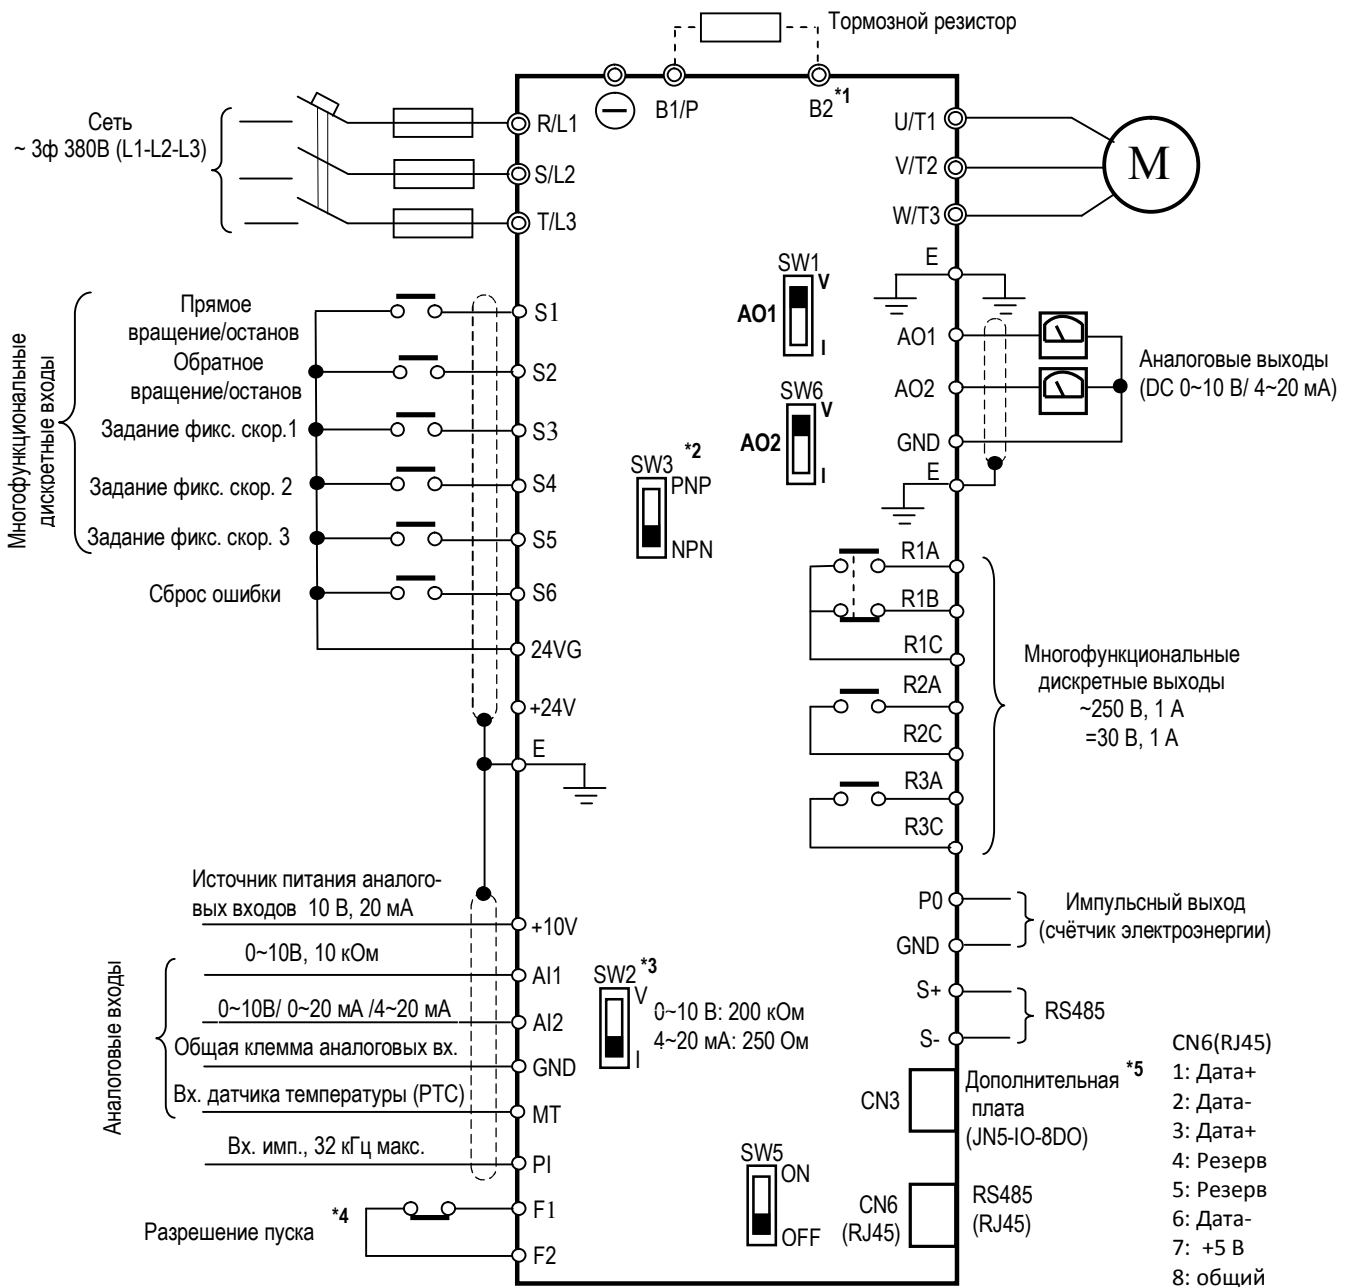 Тормозной резистор
B1/P
B2 *1
Сеть
~ 3ф 380В (L1-L2-L3)
R/L1
S/L2
T/L3
U/T1
V/T2
W/T3
M
E
Многофункциональные
дискретные входы
Прямое
вращение/останов
Обратное
вращение/останов
Задание фикс. скор.1
Задание фикс. скор. 2
Задание фикс. скор. 3
Сброс ошибки
S1
S2
S3
S4
S5
S6
24VG
+24V
E
SW1
V
AO1
I
SW6
V
AO2
I
*2
SW3
PNP
NPN
AO1
AO2
GND
E
Аналоговые выходы
(DC 0~10 В/ 4~20 мА)
R1A
R1B
R1C
R2A
R2C
R3A
R3C
Многофункциональные
дискретные выходы
~250 В, 1 А
=30 В, 1 А
Источник питания аналого-
вых входов 10 В, 20 мА
Аналоговые входы
0~10В, 10 кОм
0~10В/ 0~20 мА /4~20 мА
Общая клемма аналоговых вх.
Вх. датчика температуры (PTC)
Вх. имп., 32 кГц макс.
+10V
AI1
AI2
GND
MT
PI
SW2 *3
V
I
0~10 В: 200 кОм
4~20 мА: 250 Ом
Разрешение пуска
*4
F1
F2
P0
GND
Импульсный выход
(счётчик электроэнергии)
S+
S-
RS485
CN3
Дополнительная *5
плата
(JN5-IO-8DO)
SW5
ON
OFF
CN6
(RJ45)
RS485
(RJ45)
CN6(RJ45)
1: Дата+
2: Дата-
3: Дата+
4: Резерв
5: Резерв
6: Дата-
7: +5 В
8: общий